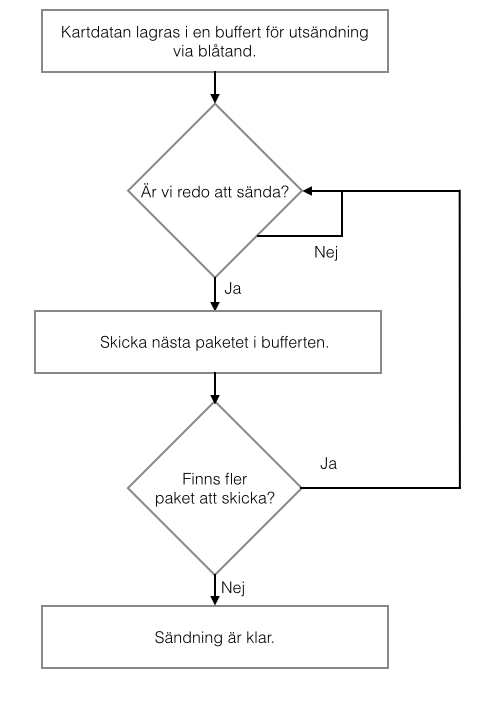 Kartdatan lagras i en buffert för utsändning
via blåtand.
Är vi redo att sända?
Nej
Ja
Skicka nästa paketet i bufferten.
Ja
Finns fler
paket att skicka?
Nej
Sändning är klar.